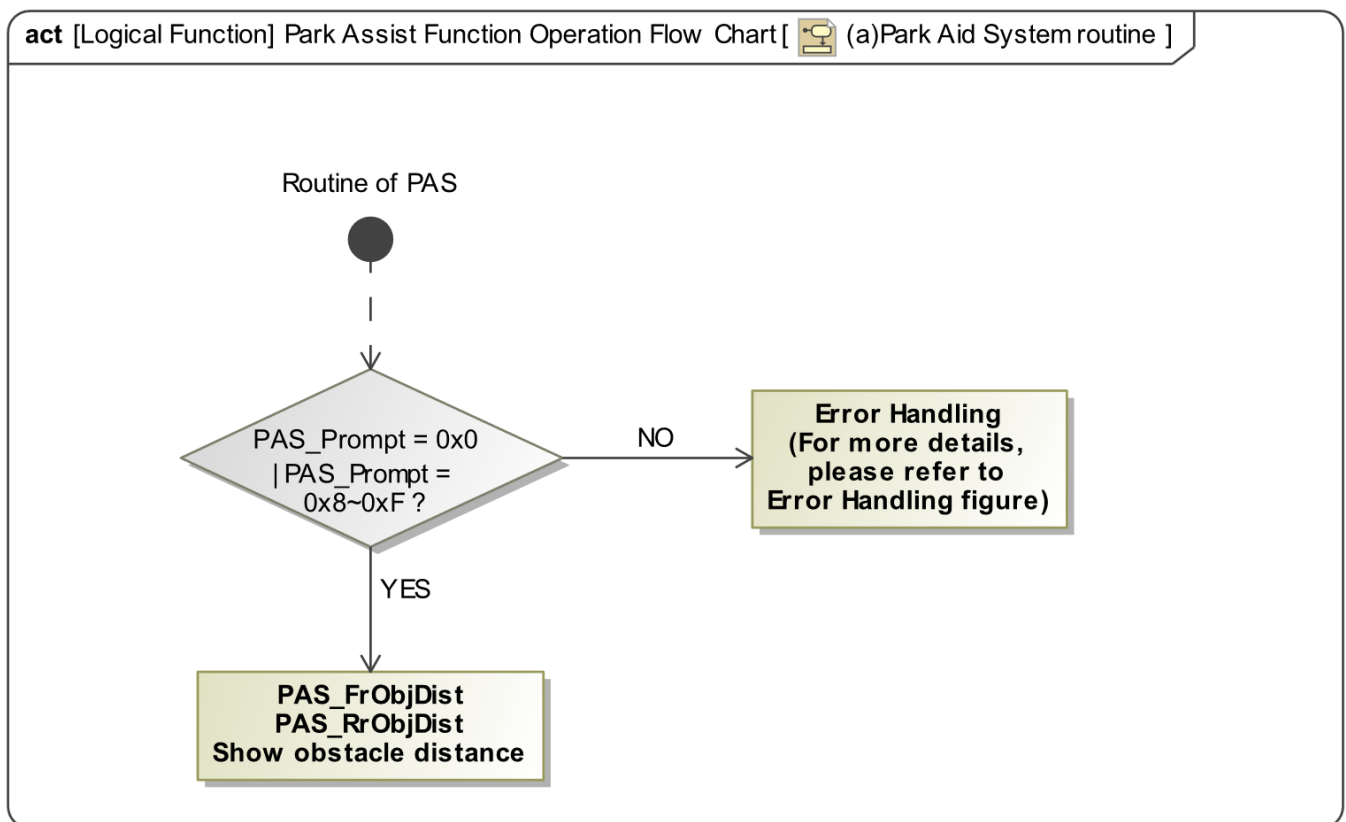 act [Logical Function] Park Assist Function Operation Flow Chart [ (a)Park Aid System routine ]
Routine of PAS
PAS_Prompt = 0x0
| PAS_Prompt =
0x8~0xF ?
NO
Error Handling
(For more details,
please refer to
Error Handling figure)
YES
PAS_FrObjDist
PAS_RrObjDist
Show obstacle distance